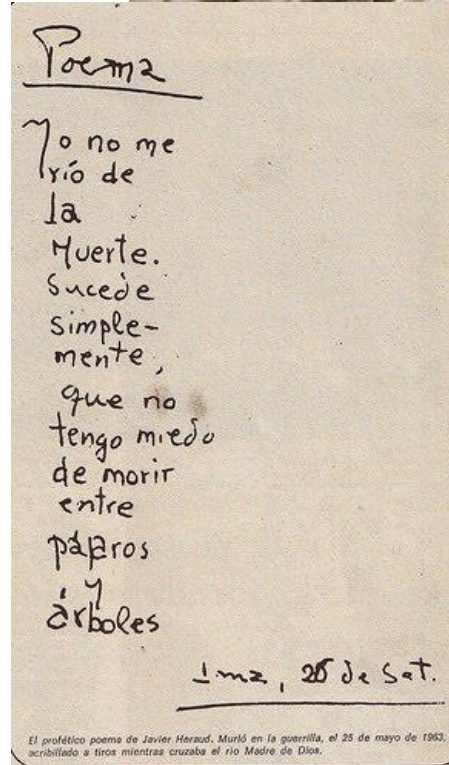 Poema
Yo no me
río de
la
Muerte.
Sucede
simple-
mente,
que no
tengo miedo
de morir
entre
pájaros
y
árboles
25 de Set.
El profético poema de Javier Heraud. Murió en la guerrilla, el 25 de mayo de 1963,
acribillado a tiros mientras cruzaba el río Madre de Dios.